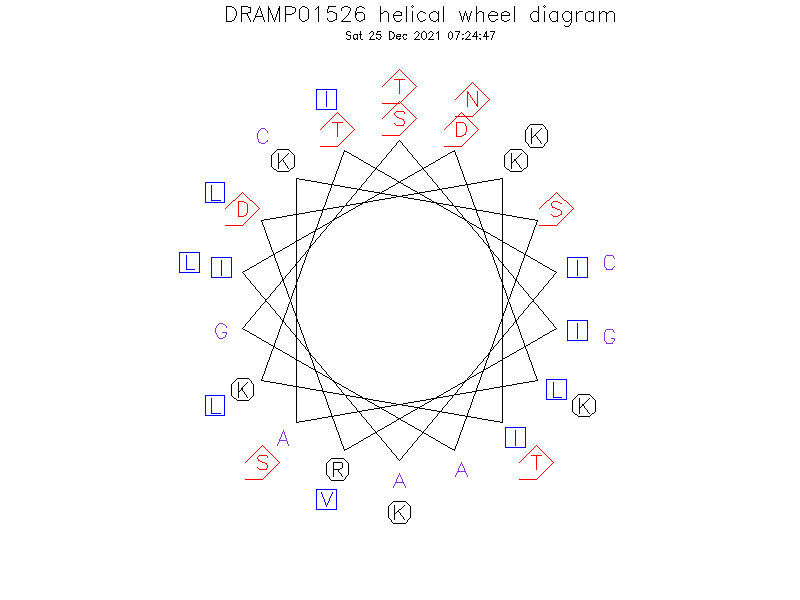 DRAMP01526 helical wheel diagram
Sat 25 Dec 2021 07:24:47
T
I N
S
T D
C K
K K
L
D S
L I I C
G I G
K L
L K
A I
S R T
A A
V
K